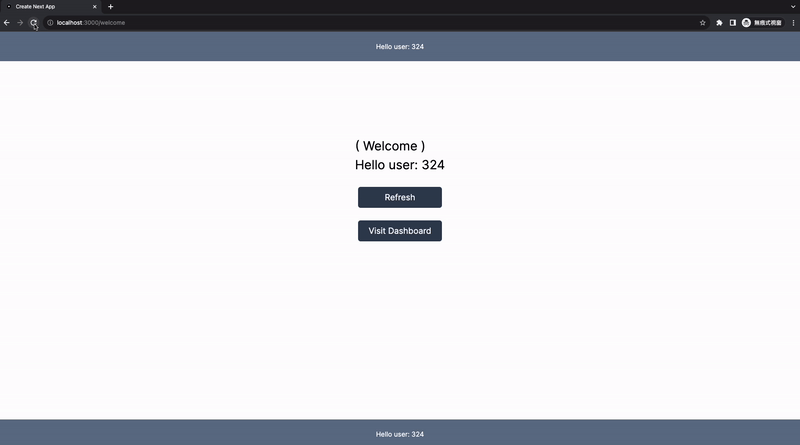 Create Next App
localhost:3000/welcome
無痕式視窗
Hello user: 324
( Welcome )
Hello user: 324
Refresh
Visit Dashboard
Hello user: 324